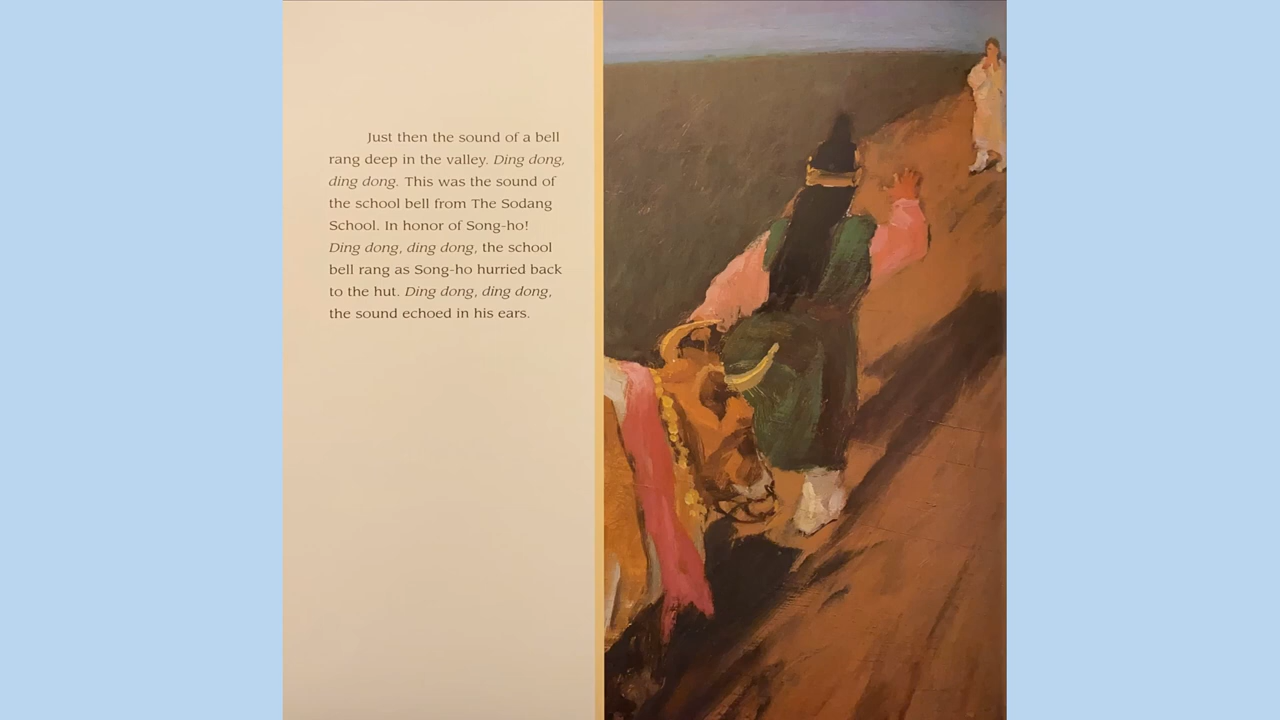 Just then the sound of a bell
rang deep in the valley. Ding dong,
ding dong. This was the sound of
the school bell from The Sodang
School. In honor of Song-ho!
Ding dong, ding dong, the school
bell rang as Song-ho hurried back
to the hut. Ding dong, ding dong,
the sound echoed in his ears.